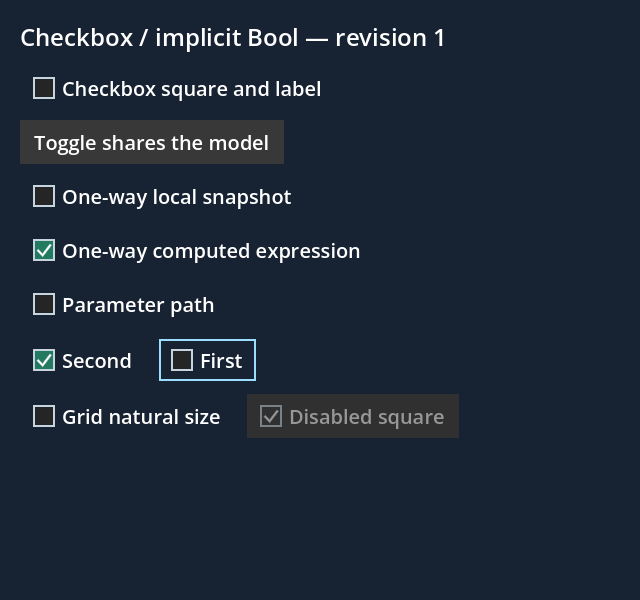 Checkbox / implicit Bool — revision 1
Checkbox square and label
Toggle shares the model
One-way local snapshot
One-way computed expression
Parameter path
Second First
Grid natural size Disabled square